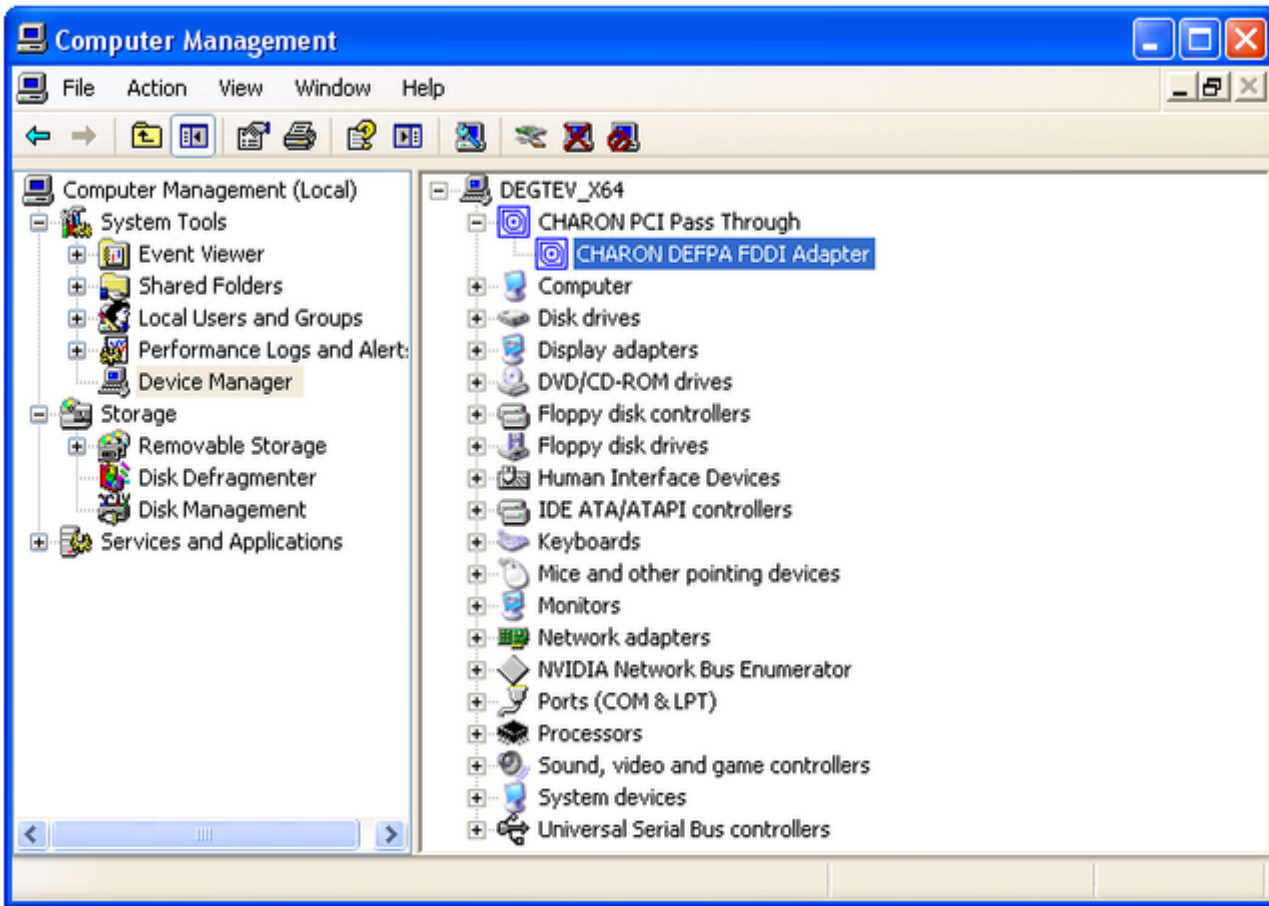 Computer Management
File Action View Window Help
Computer Management (Local)
System Tools
Event Viewer
Shared Folders
Local Users and Groups
Performance Logs and Alert:
Device Manager
Storage
Removable Storage
Disk Defragmenter
Disk Management
Services and Applications
DEGTEV_X64
CHARON PCI Pass Through
CHARON DEFPA FDDI Adapter
Computer
Disk drives
Display adapters
DVD/CD-ROM drives
Floppy disk controllers
Floppy disk drives
Human Interface Devices
IDE ATA/ATAPI controllers
Keyboards
Mice and other pointing devices
Monitors
Network adapters
NVIDIA Network Bus Enumerator
Ports (COM & LPT)
Processors
Sound, video and game controllers
System devices
Universal Serial Bus controllers